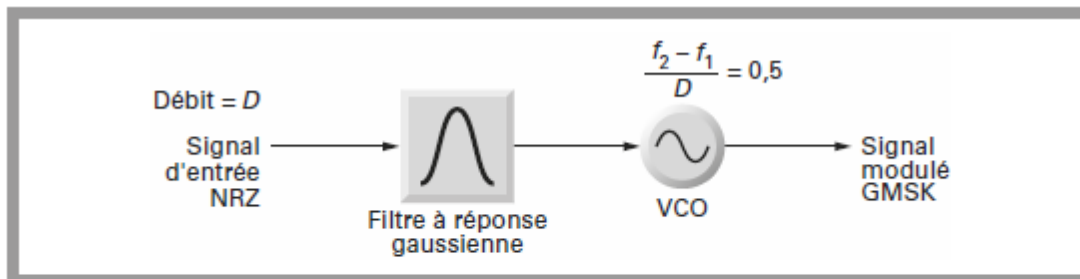 Débit = D
Signal
d'entrée
NRZ
Filtre à réponse
gaussienne
f₂ – f₁
D
= 0,5
VCO
Signal
modulé
GMSK